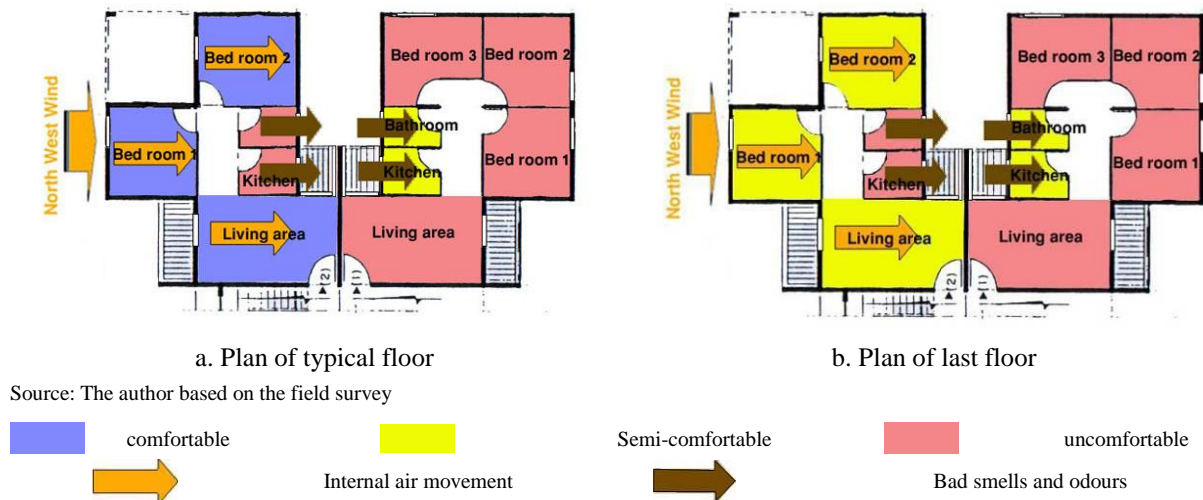 North West Wind
Bed room 2
Bed room 1
Kitchen
Living area
Bed room 3
Bed room 2
Bathroom
Kitchen
Bed room 1
Living area
(2)
(1)
North West Wind
Bed room 2
Bed room 1
Kitchen
Living area
Bed room 3
Bed room 2
Bathroom
Kitchen
Bed room 1
Living area
(2)
(1)
a. Plan of typical floor
b. Plan of last floor
Source: The author based on the field survey
comfortable
Semi-comfortable
uncomfortable
Internal air movement
Bad smells and odours